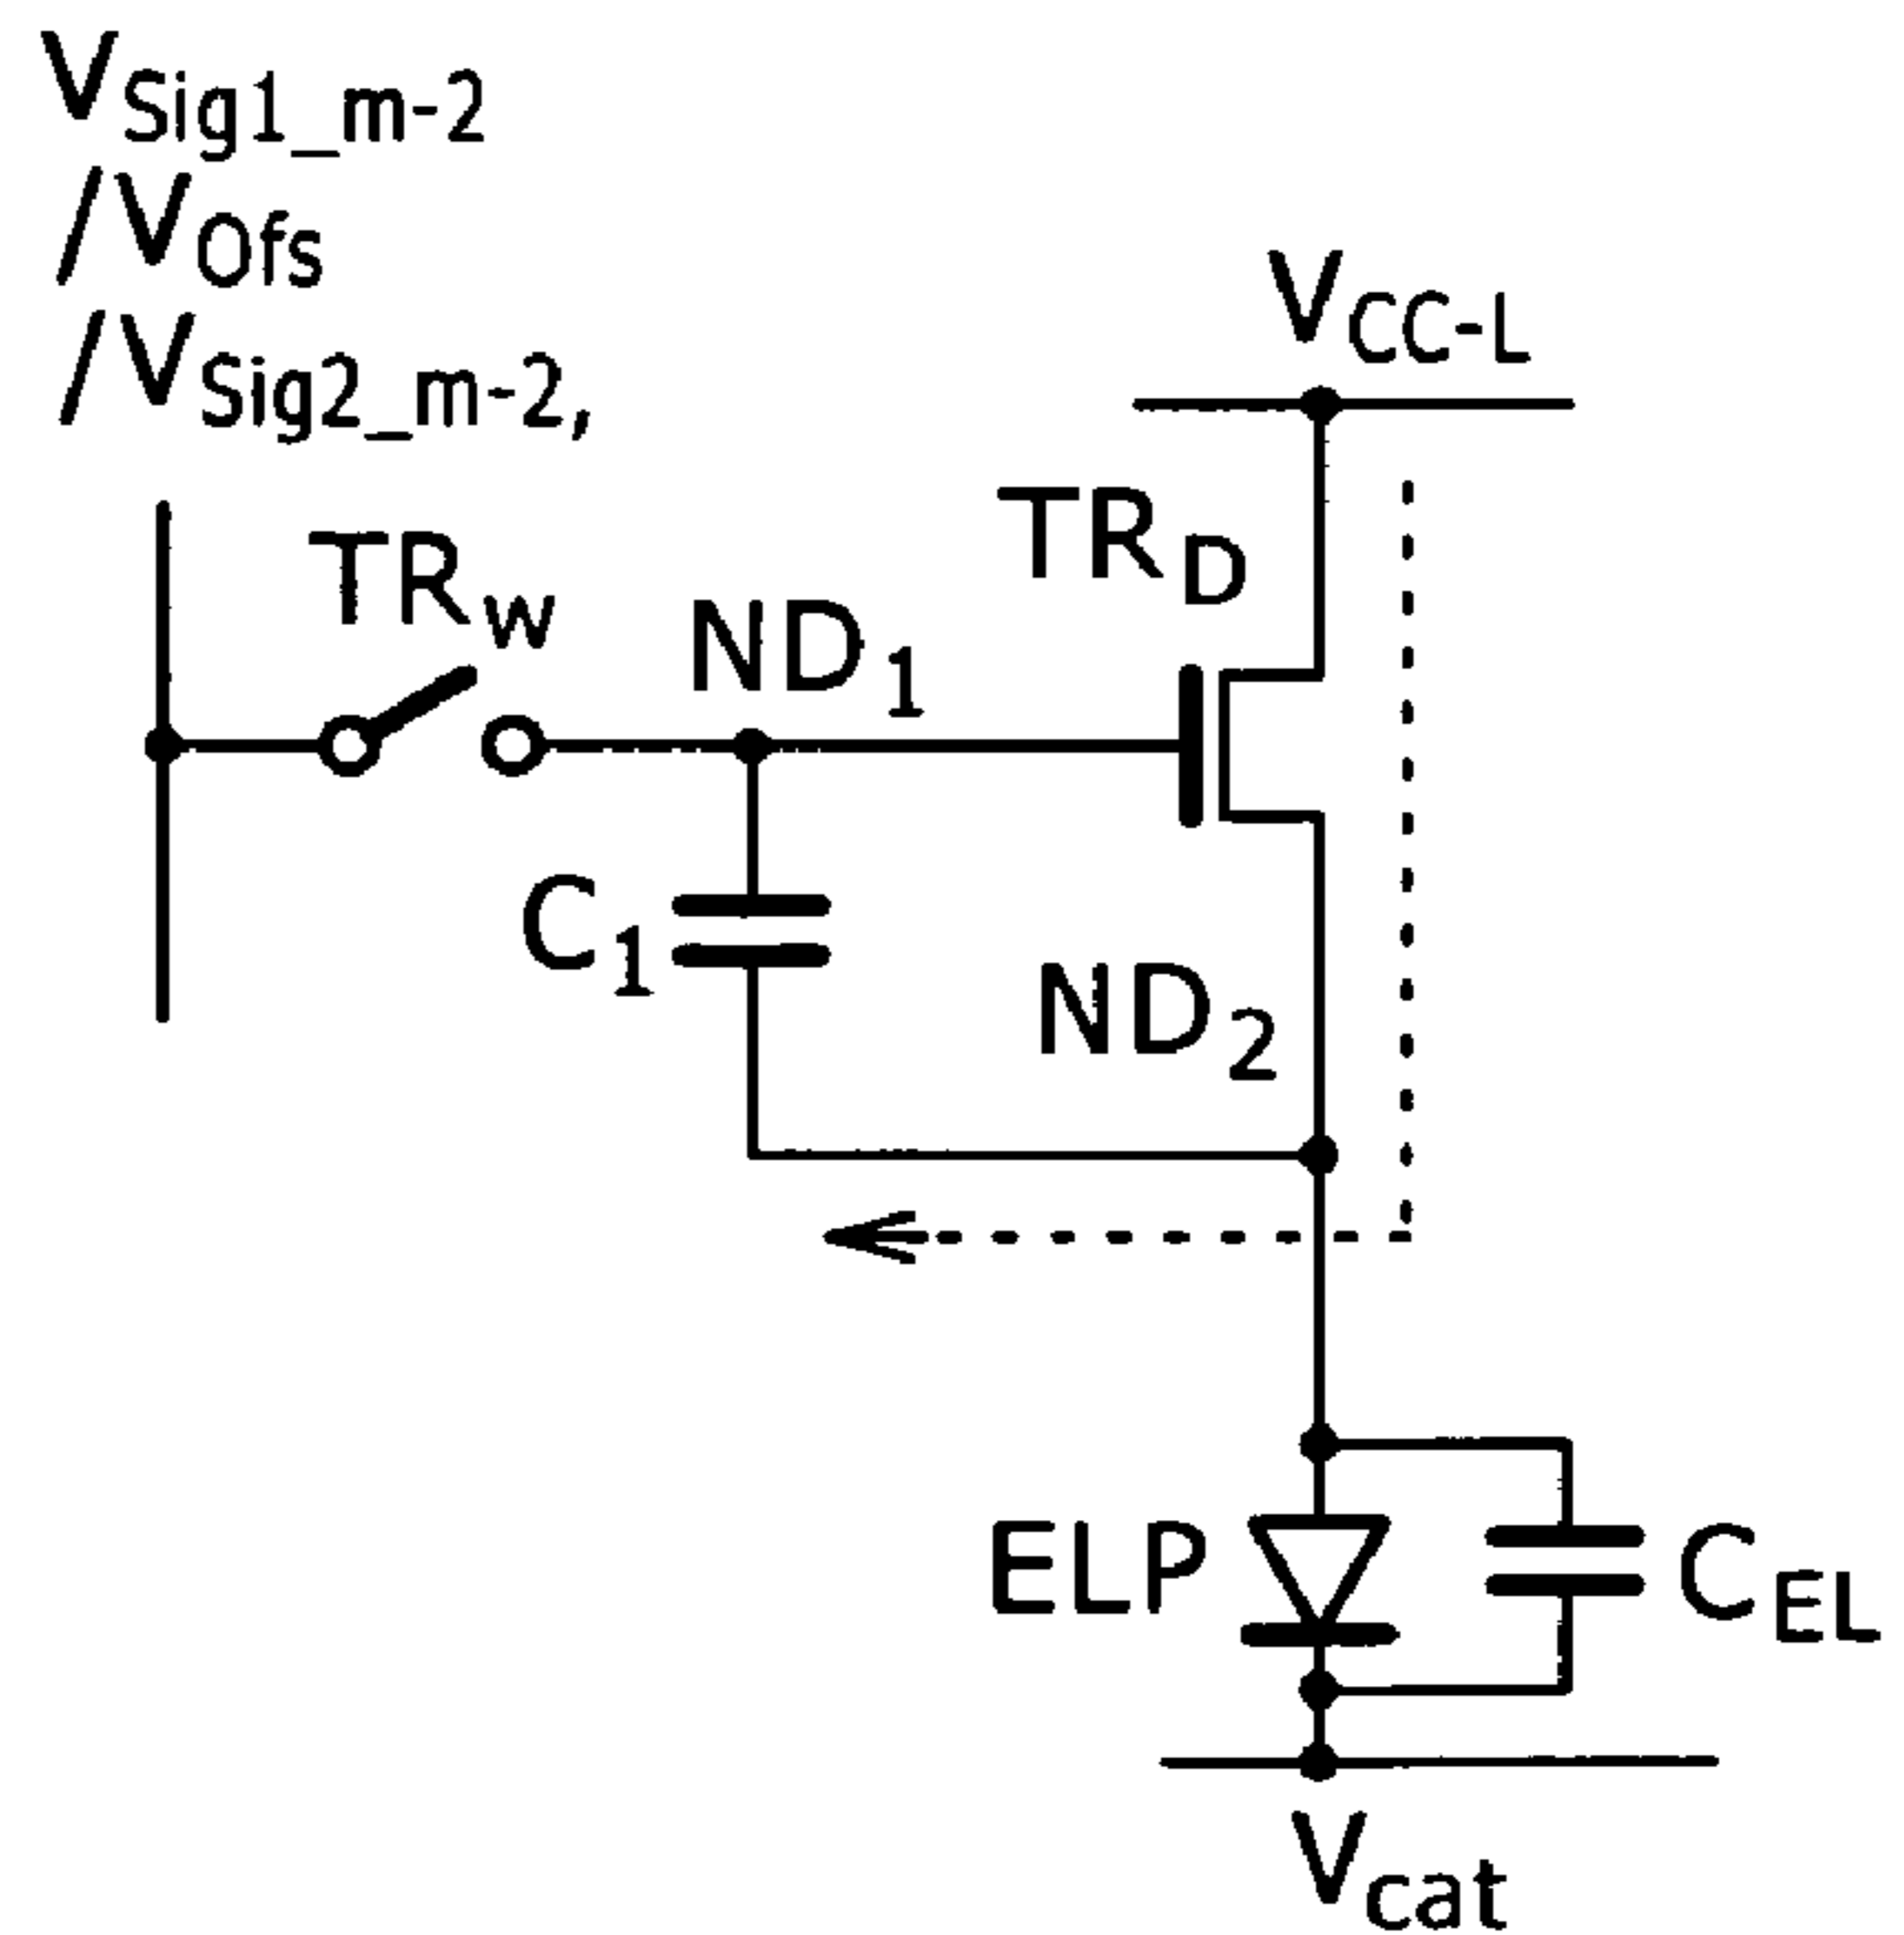 VSig1_m-2
/VOfs
/VSig2_m-2,
VCC-L
TRD
TRw
ND1
C1
ND2
ELP
CEL
Vcat